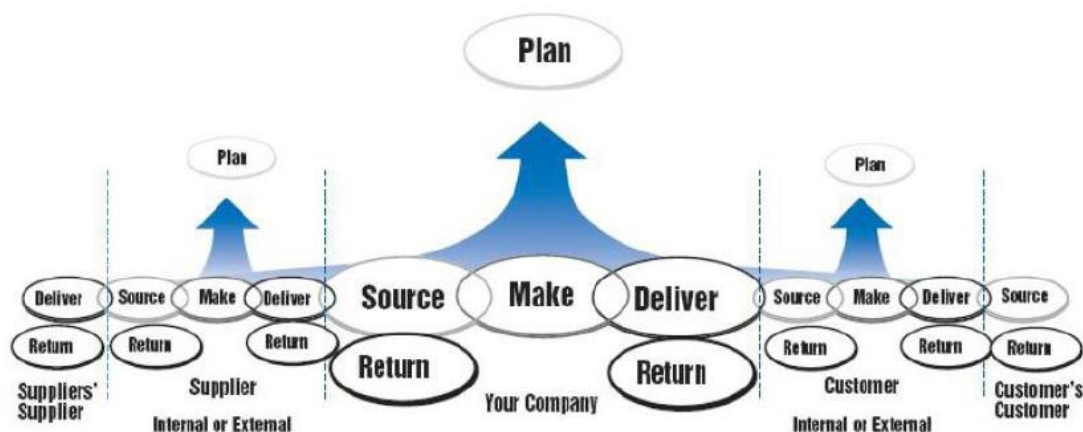 Plan
Plan
Plan
Deliver Source Make Deliver Source Make Deliver Source Make Deliver Source
Return Return Return Return Return Return Return Return
Suppliers' Supplier Your Company Customer Customer's
Supplier Internal or External Internal or External Customer